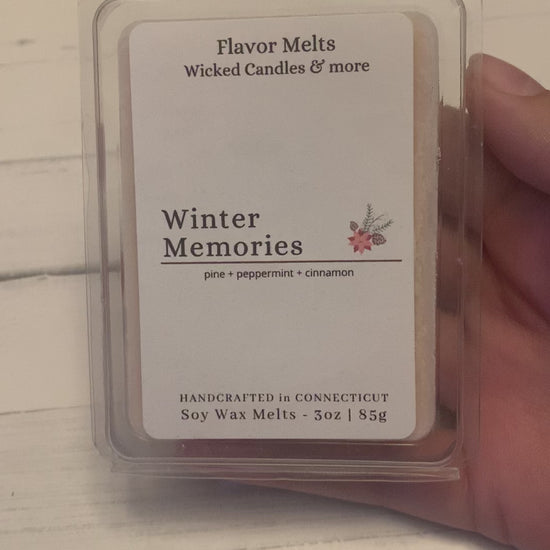 Flavor Melts
Wicked Candles & more
Winter
Memories
pine + peppermint + cinnamon
HANDCRAFTED in CONNECTICUT
Soy Wax Melts - 3oz | 85g